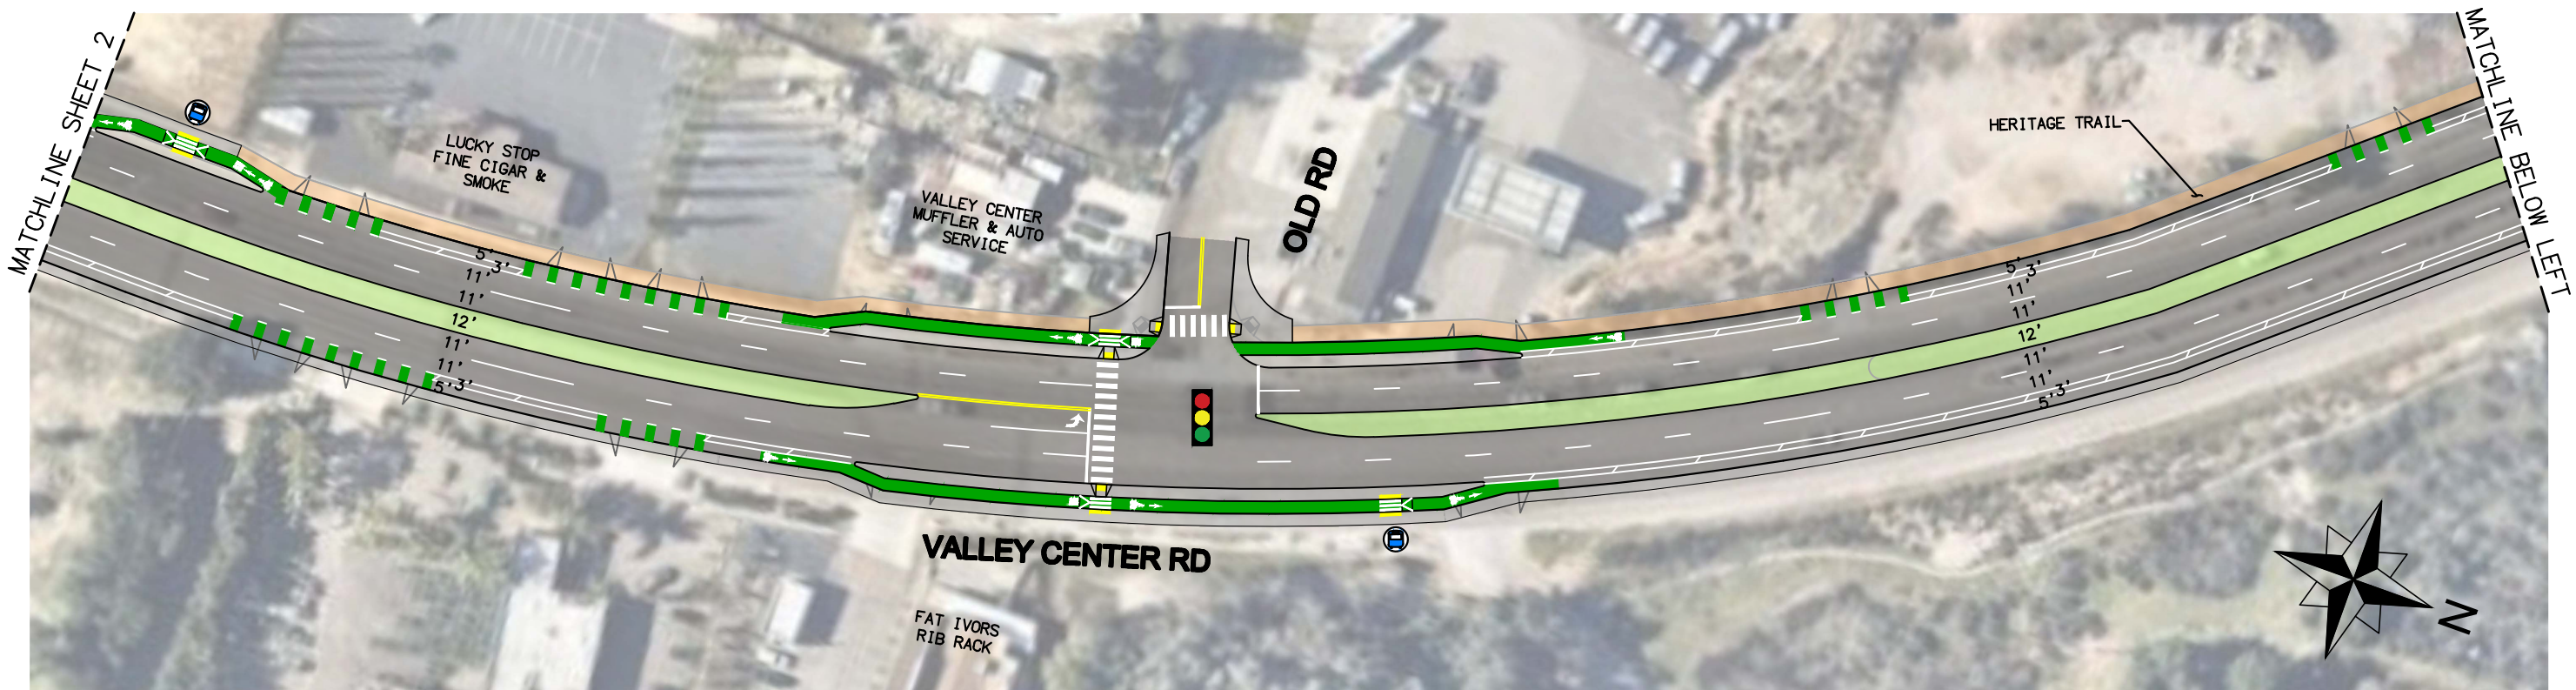 MATCHLINE SHEET 2
LUCKY STOP
FINE CIGAR &
SMOKE
VALLEY CENTER
MUFFLER & AUTO
SERVICE
OLD RD
HERITAGE TRAIL
MATCHLINE BELOW LEFT
5'
3'
11'
11'
12'
11'
11'
5'
3'
5'
3'
11'
11'
12'
11'
11'
5'
3'
VALLEY CENTER RD
FAT IVORS
RIB RACK
N